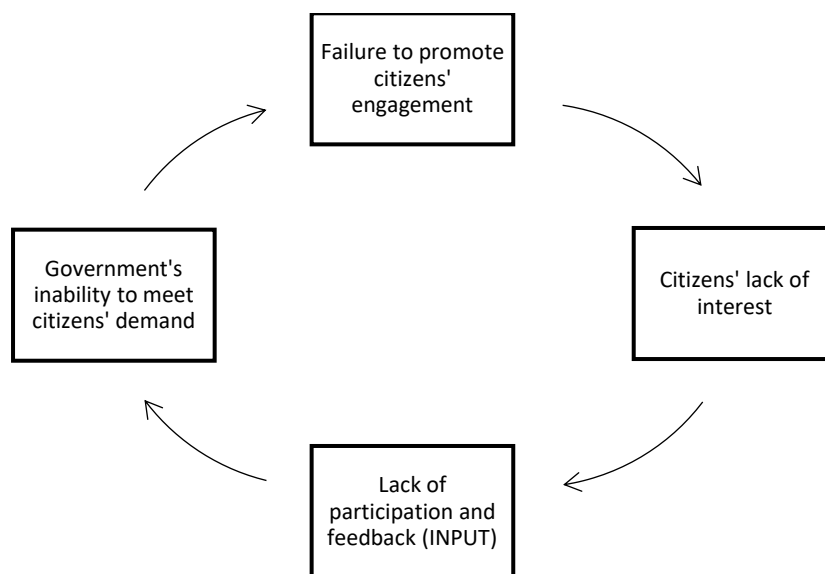 Failure to promote
citizens'
engagement
Citizens' lack of
interest
Lack of
participation and
feedback (INPUT)
Government's
inability to meet
citizens' demand